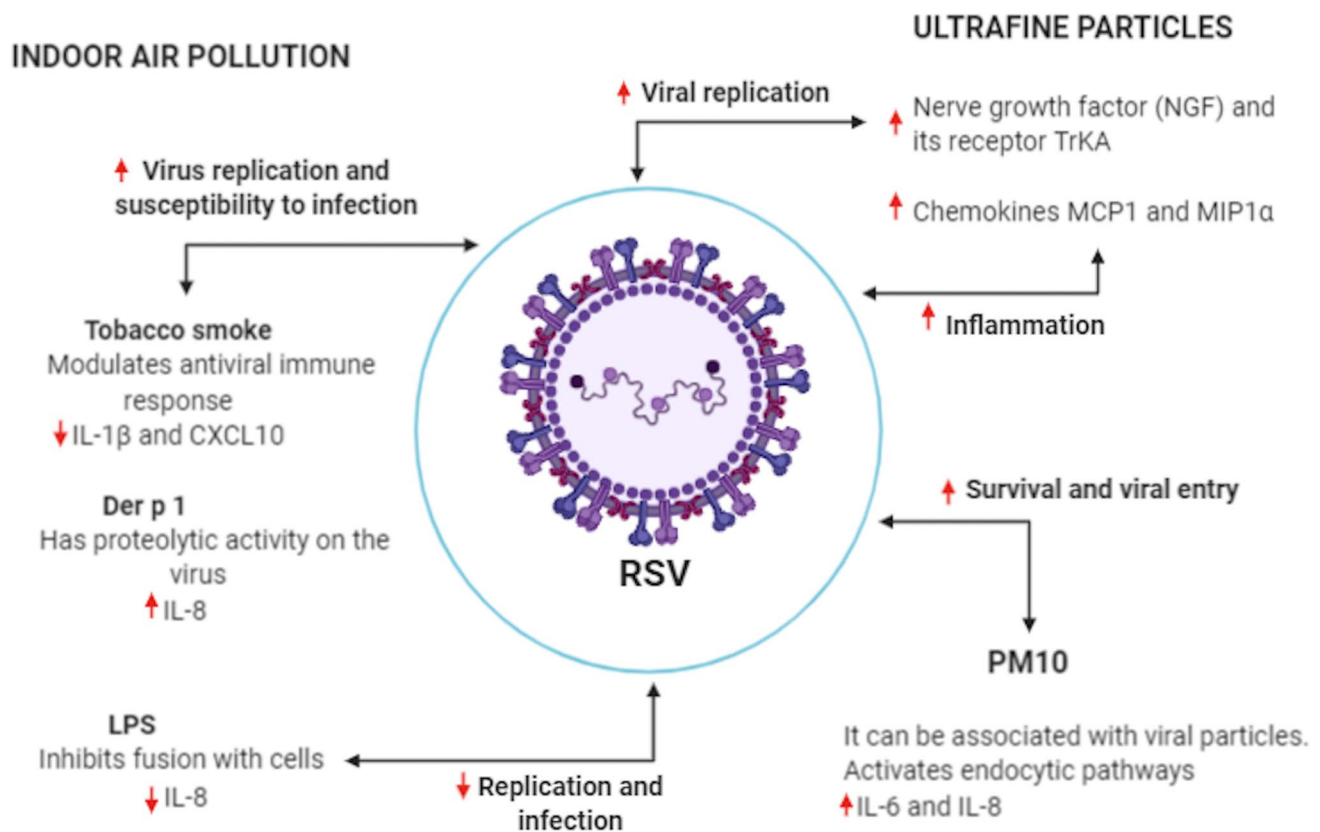 INDOOR AIR POLLUTION
Virus replication and
susceptibility to infection
Tobacco smoke
Modulates antiviral immune
response
IL-1β and CXCL10
Der p 1
Has proteolytic activity on the
virus
IL-8
LPS
Inhibits fusion with cells
IL-8
Replication and
infection
RSV
ULTRAFINE PARTICLES
Viral replication
Nerve growth factor (NGF) and
its receptor TrKA
Chemokines MCP1 and MIP1α
Inflammation
Survival and viral entry
PM10
It can be associated with viral particles.
Activates endocytic pathways
IL-6 and IL-8